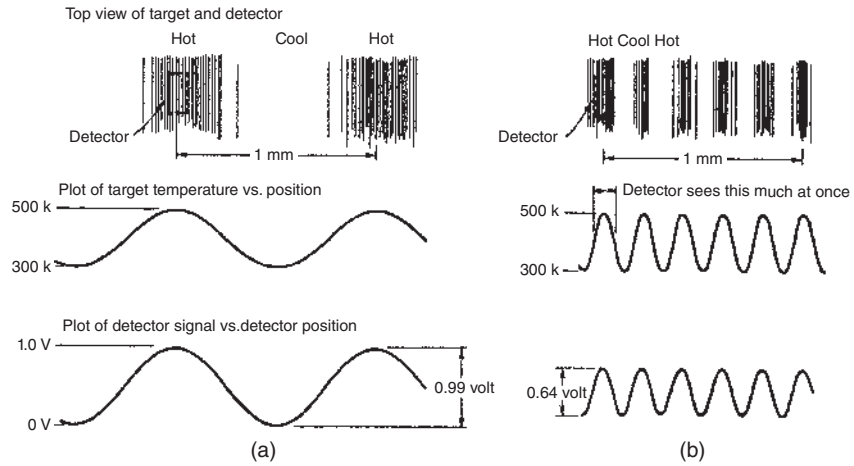 Top view of target and detector
Hot Cool Hot
Detector
1 mm
Plot of target temperature vs. position
500 k
300 k
Plot of detector signal vs.detector position
1.0 V
0 V
0.99 volt
(a)
Hot Cool Hot
Detector
1 mm
Detector sees this much at once
500 k
300 k
0.64 volt
(b)